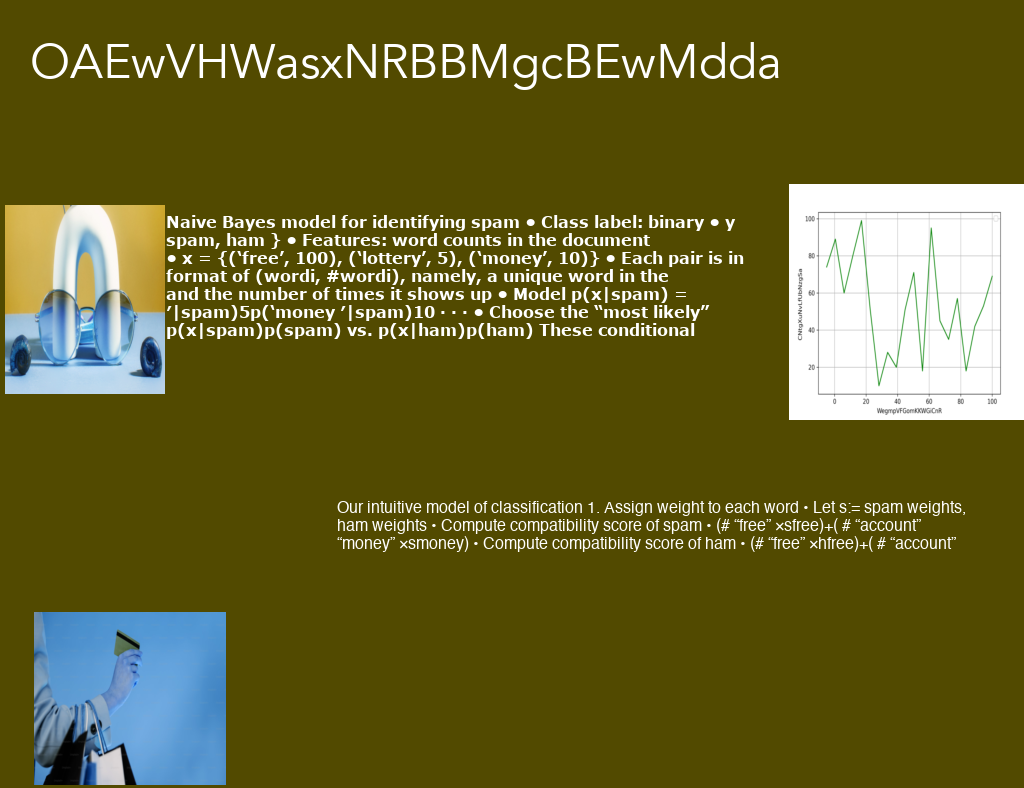 OAEwVHWasxNRBBMgcBEwMdda
Naive Bayes model for identifying spam • Class label: binary • y
spam, ham } • Features: word counts in the document
• x = {(‘free’, 100), (‘lottery’, 5), (‘money’, 10)} • Each pair is in
format of (wordi, #wordi), namely, a unique word in the
and the number of times it shows up • Model p(x|spam) =
’|spam)5p(‘money ’|spam)10 · · · • Choose the “most likely”
p(x|spam)p(spam) vs. p(x|ham)p(ham) These conditional
100
80
60
40
20
0 20 40 60 80 100
Our intuitive model of classification 1. Assign weight to each word • Let s:= spam weights,
ham weights • Compute compatibility score of spam • (# “free” ×sfree)+( # “account”
“money” ×smoney) • Compute compatibility score of ham • (# “free” ×hfree)+( # “account”